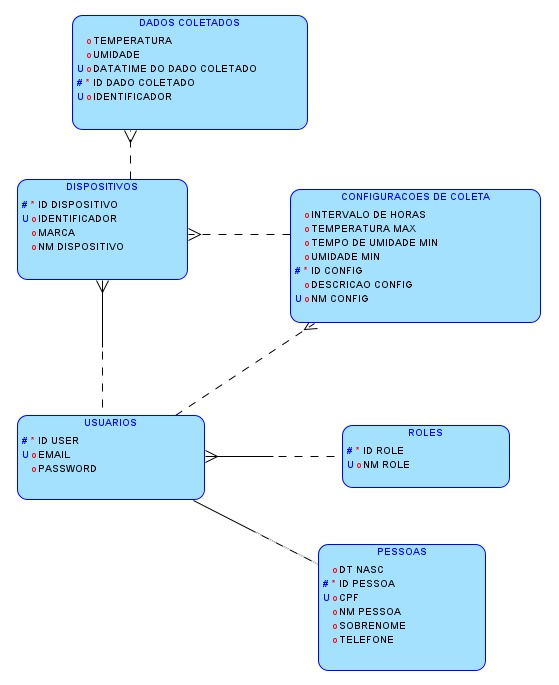 DADOS COLETADOS
o TEMPERATURA
o UMIDADE
U o DATATIME DO DADO COLETADO
# * ID DADO COLETADO
U o IDENTIFICADOR
DISPOSITIVOS
# * ID DISPOSITIVO
U o IDENTIFICADOR
o MARCA
o NM DISPOSITIVO
CONFIGURACOES DE COLETA
o INTERVALO DE HORAS
o TEMPERATURA MAX
o TEMPO DE UMIDADE MIN
o UMIDADE MIN
# * ID CONFIG
o DESCRICAO CONFIG
U o NM CONFIG
USUARIOS
# * ID USER
U o EMAIL
o PASSWORD
ROLES
# * ID ROLE
U o NM ROLE
PESSOAS
o DT NASC
# * ID PESSOA
U o CPF
o NM PESSOA
o SOBRENOME
o TELEFONE